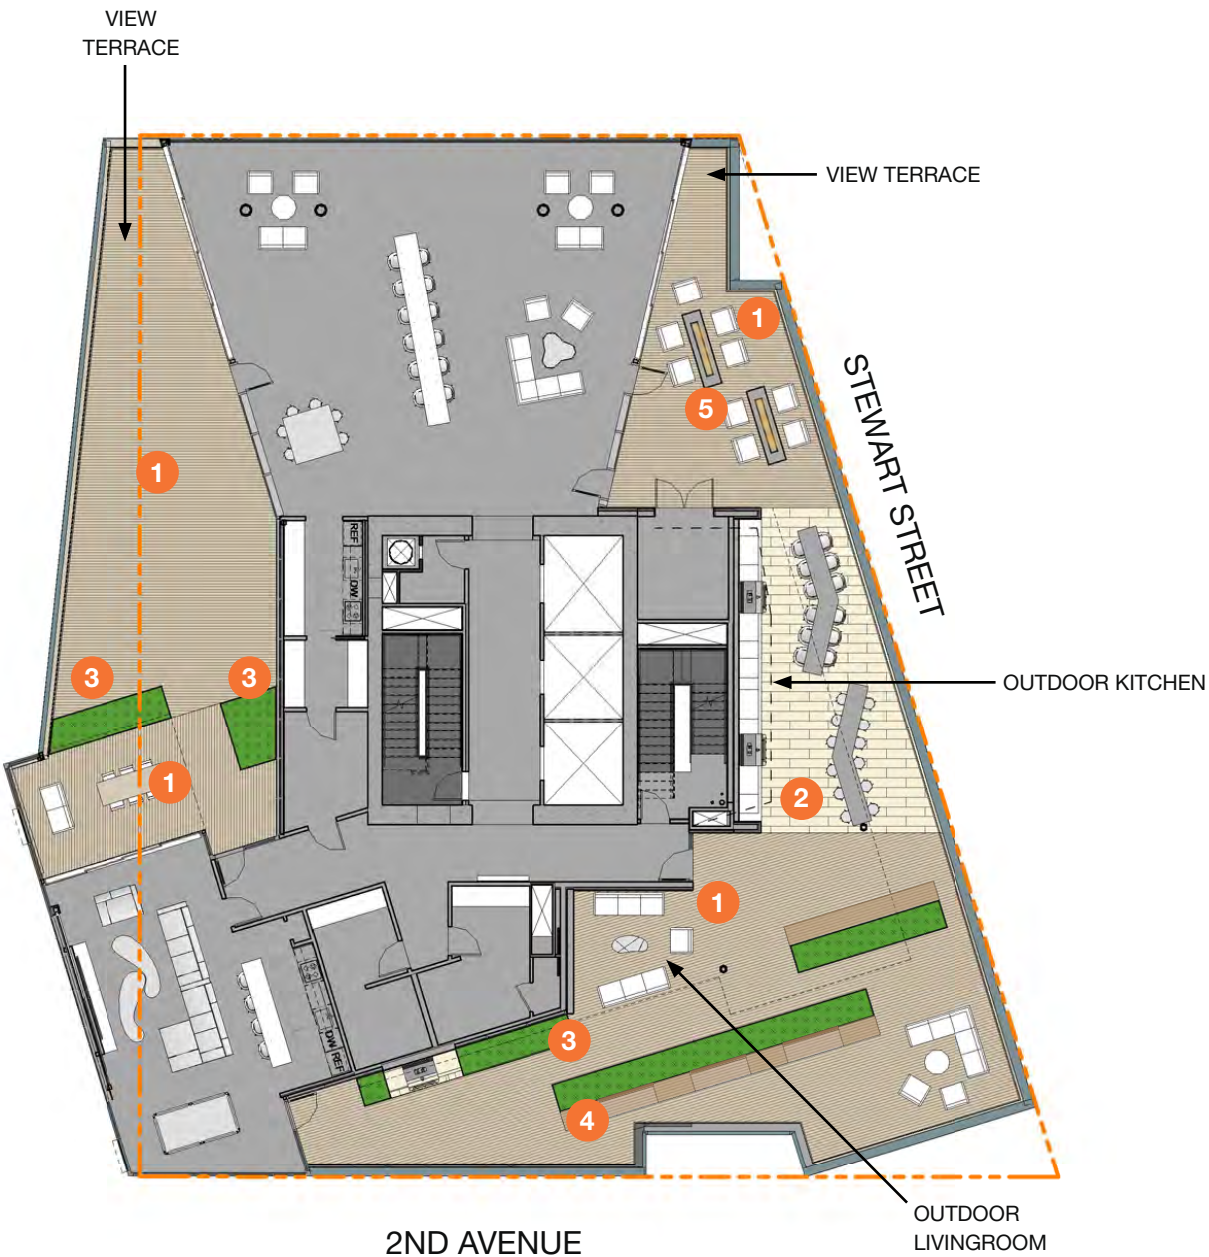 VIEW
TERRACE
VIEW TERRACE
1
5
STEWART STREET
1
REF
DW
3
3
OUTDOOR KITCHEN
1
2
1
3
DW REF
4
OUTDOOR
LIVINGROOM
2ND AVENUE